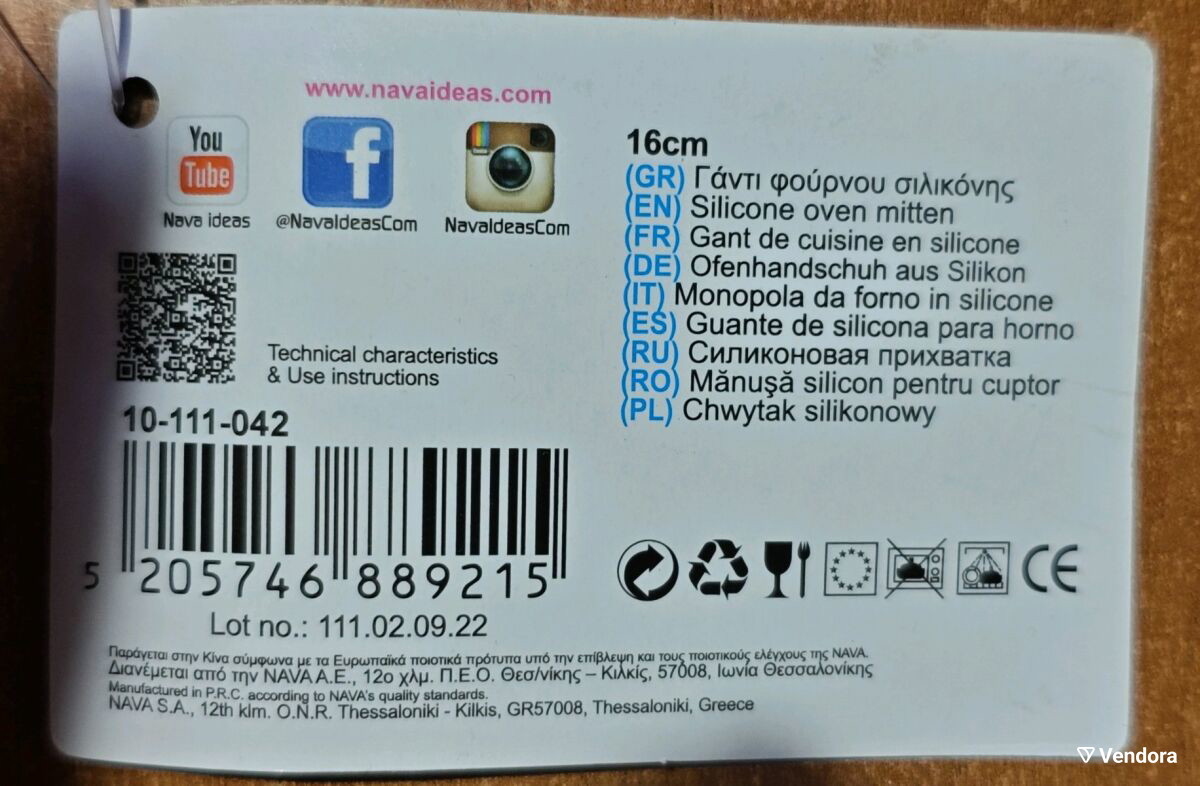 www.navaideas.com
You
Tube
f
Nava ideas
@NavaIdeasCom
NavaIdeasCom
Technical characteristics
& Use instructions
10-111-042
5 205746 889215
Lot no.: 111.02.09.22
16cm
(GR) Γάντι φούρνου σιλικόνης
(EN) Silicone oven mitten
(FR) Gant de cuisine en silicone
(DE) Ofenhandschuh aus Silikon
(IT) Monopola da forno in silicone
(ES) Guante de silicona para horno
(RU) Силиконовая прихватка
(RO) Mănuşă silicon pentru cuptor
(PL) Chwytak silikonowy
CE
Παράγεται στην Κίνα σύμφωνα με τα Ευρωπαϊκά ποιοτικά πρότυπα υπό την επίβλεψη και τους ποιοτικούς ελέγχους της NAVA.
Διανέμεται από την NAVA A.E., 12ο χλμ. Π.Ε.Ο. Θεσ/νίκης – Κιλκίς, 57008, Ιωνία Θεσσαλονίκης
Manufactured in P.R.C. according to NAVA's quality standards.
NAVA S.A., 12th klm. O.N.R. Thessaloniki - Kilkis, GR57008, Thessaloniki, Greece
Vendora